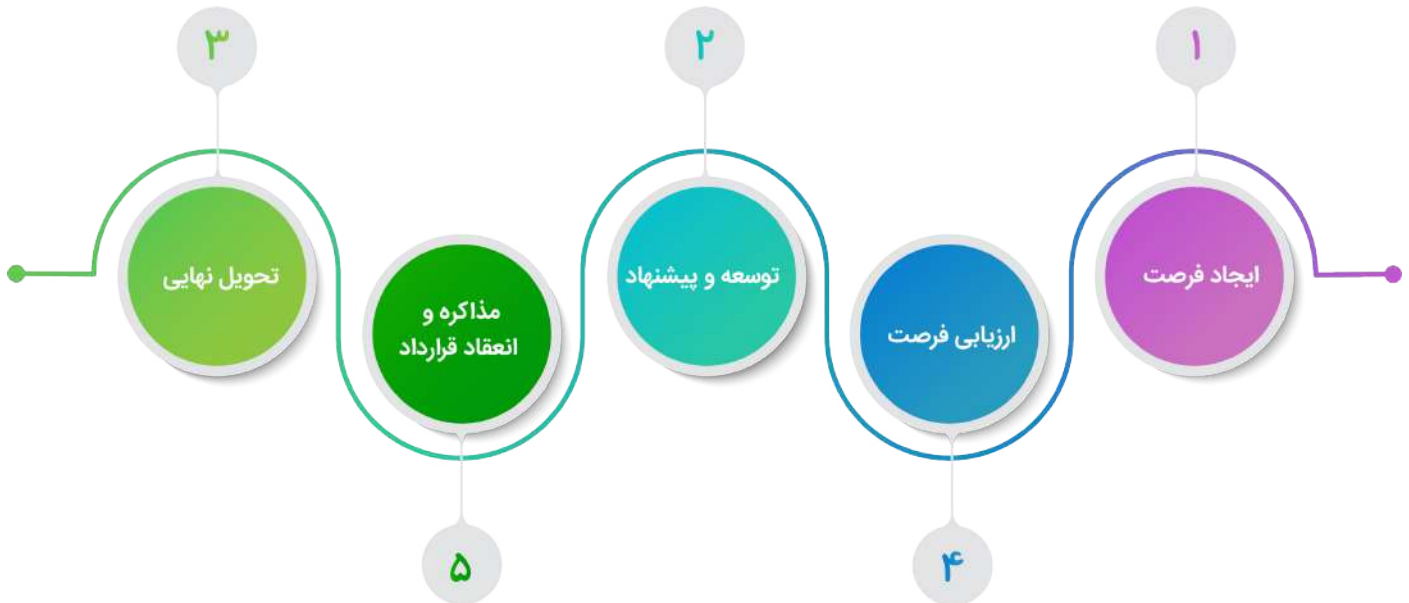 ۱
۲
۳
ایجاد فرصت
ارزیابی فرصت
توسعه و پیشنهاد
مذاکره و
انعقاد قرارداد
تحویل نهایی
۴
۵